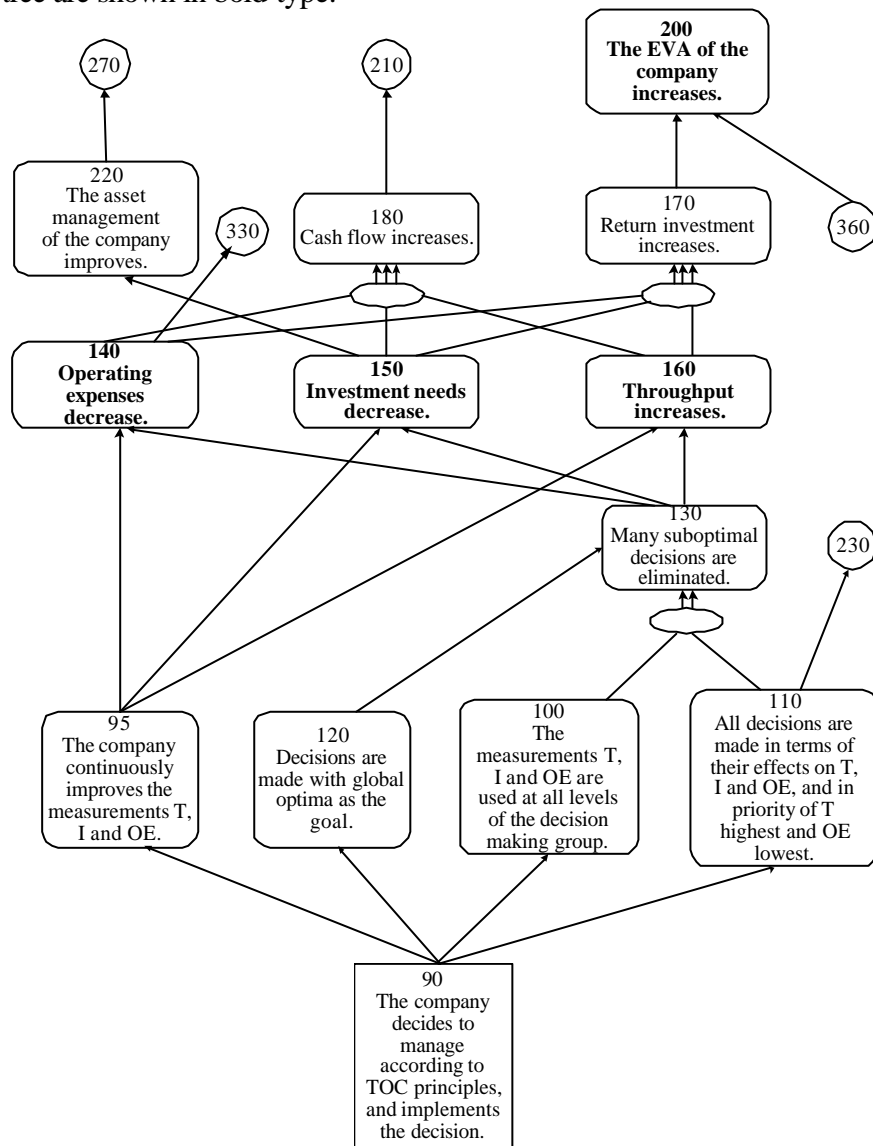 tree are shown in bold type.
200
The EVA of the
company
increases.
270
210
220
The asset
management
of the company
improves.
330
180
Cash flow increases.
170
Return investment
increases.
360
140
Operating
expenses
decrease.
150
Investment needs
decrease.
160
Throughput
increases.
130
Many suboptimal
decisions are
eliminated.
230
95
The company
continuously
improves the
measurements T,
I and OE.
120
Decisions are
made with global
optima as the
goal.
100
The
measurements T,
I and OE are
used at all levels
of the decision
making group.
110
All decisions are
made in terms of
their effects on T,
I and OE, and in
priority of T
highest and OE
lowest.
90
The company
decides to
manage
according to
TOC principles,
and implements
the decision.